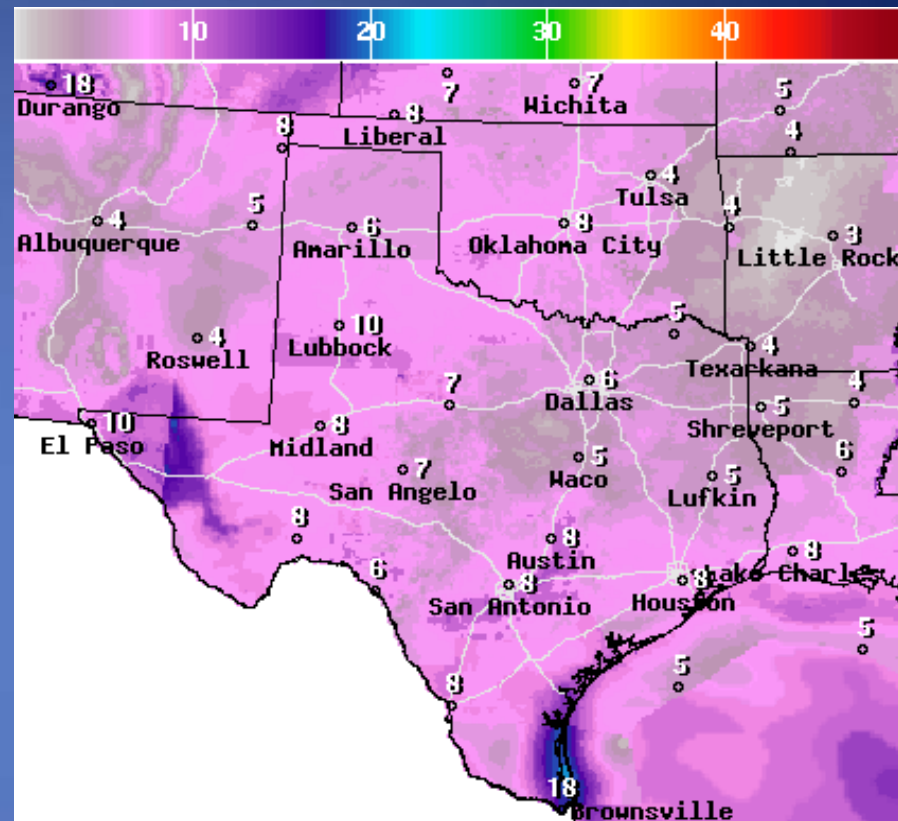 10 20 30 40
18
Durango
7
7
Wichita
5
8
Liberal
8
4
4
Tulsa
4
Albuquerque
5
6
Amarillo
8
Oklahoma City
4
3
Little Rock
4
Roswell
10
Lubbock
5
4
Texarkana
10
El Paso
8
Midland
7
6
Dallas
5
Shreveport
4
7
San Angelo
5
Waco
5
Lufkin
6
8
6
8
Austin
8
San Antonio
8
Houston
8
Lake Charles
5
5
8
18
Brownsville